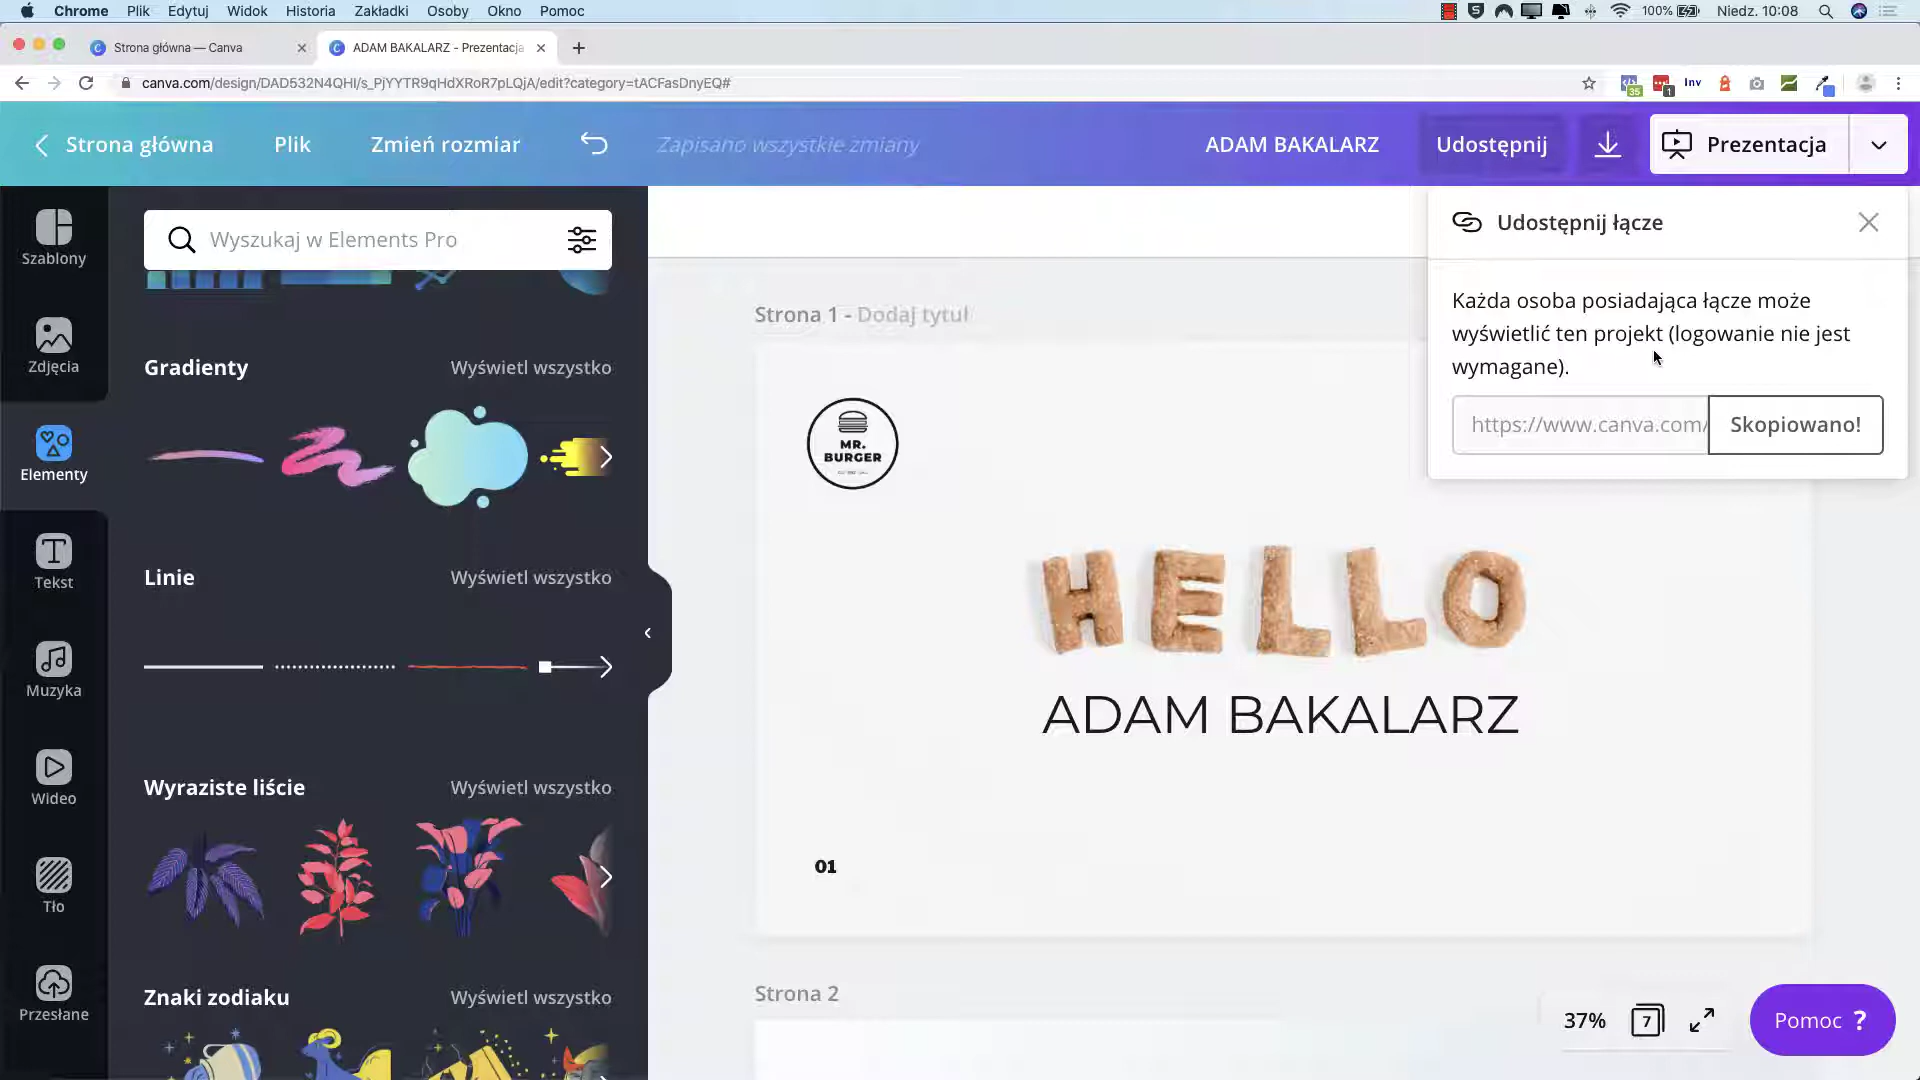 Chrome Plik Edytuj Widok Historia Zakładki Osoby Okno Pomoc 100% Niedz. 10:08
Strona główna — Canva ADAM BAKALARZ - Prezentacja
canva.com/design/DAD532N4QHI/s_PjYYTR9qHdXRoR7pLQjA/edit?category=tACFasDnyEQ# 35 1 Inv
Strona główna Plik Zmień rozmiar Zapisano wszystkie zmiany ADAM BAKALARZ Udostępnij Prezentacja
Szablony
Zdjęcia
Elementy
Tekst
Muzyka
Wideo
Tło
Przesłane
Wyszukaj w Elements Pro
Gradienty Wyświetl wszystko
Linie Wyświetl wszystko
Wyraziste liście Wyświetl wszystko
Znaki zodiaku Wyświetl wszystko
Strona 1 - Dodaj tytuł
MR.
BURGER
HELLO
ADAM BAKALARZ
01
Strona 2
Udostępnij łącze
Każda osoba posiadająca łącze może
wyświetlić ten projekt (logowanie nie jest
wymagane).
https://www.canva.com/ Skopiowano!
37% 7 Pomoc ?